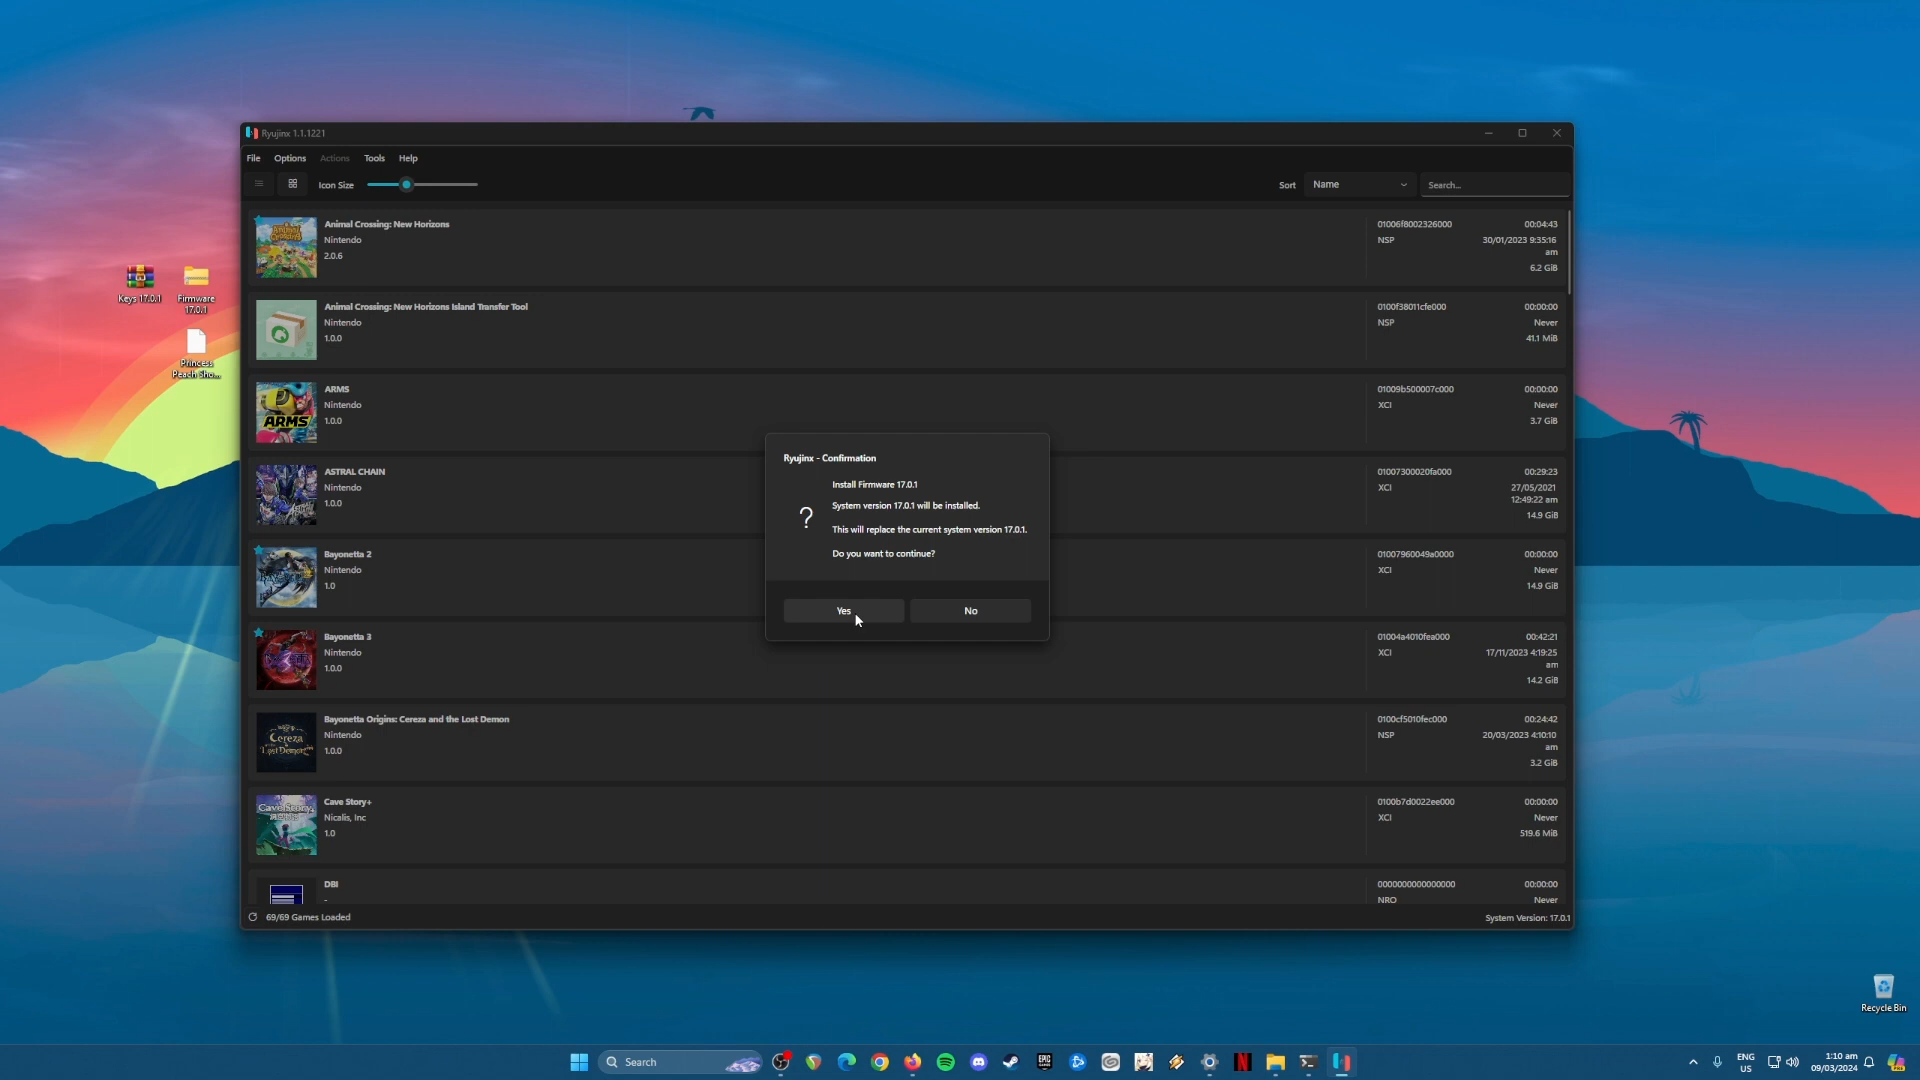 Ryujinx 1.1.1221
File Options Actions Tools Help
Icon Size
Sort Name Search...
Animal Crossing: New Horizons
Nintendo
2.0.6
01006f8002326000
NSP
00:04:43
30/01/2023 9:35:16
am
6.2 GiB
Animal Crossing: New Horizons Island Transfer Tool
Nintendo
1.0.0
0100f38011cfe000
NSP
00:00:00
Never
41.1 MiB
ARMS
Nintendo
1.0.0
01009b500007c000
XCI
00:00:00
Never
3.7 GiB
ASTRAL CHAIN
Nintendo
1.0.0
01007300020fa000
XCI
00:29:23
27/05/2021
12:49:22 am
14.9 GiB
Bayonetta 2
Nintendo
1.0
01007960049a0000
XCI
00:00:00
Never
14.9 GiB
Bayonetta 3
Nintendo
1.0.0
01004a4010fea000
XCI
00:42:21
17/11/2023 4:19:25
am
14.2 GiB
Bayonetta Origins: Cereza and the Lost Demon
Nintendo
1.0.0
0100cf5010fec000
NSP
00:24:42
20/03/2023 4:10:10
am
3.2 GiB
Cave Story+
Nicalis, Inc
1.0
0100b7d0022ee000
XCI
00:00:00
Never
519.6 MiB
DBI
-
0000000000000000
NRO
00:00:00
Never
69/69 Games Loaded
System Version: 17.0.1
Ryujinx - Confirmation
Install Firmware 17.0.1
System version 17.0.1 will be installed.
This will replace the current system version 17.0.1.
Do you want to continue?
Yes
No
Keys 17.0.1
Firmware
17.0.1
Princess
Peach Sho...
ARMS
Cereza
Recycle Bin
Search
EPIC
GAMES
ENG
US
1:10 am
09/03/2024